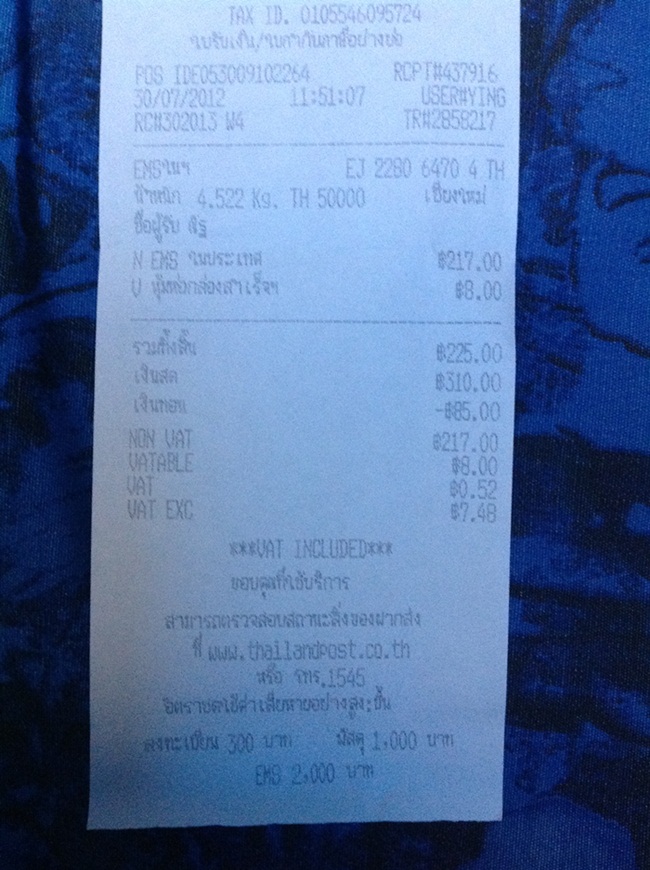 TAX ID. 0105546095724
ใบรับเงิน/ใบกำกับภาษีอย่างย่อ
POS IDE053009102264 RCPT#437916
30/07/2012 11:51:07 USER#YING
RC#302013 W4 TR#2858217
EMSในฯ EJ 2280 6470 4 TH
น้ำหนัก 4.522 Kg. TH 50000 เชียงใหม่
ชื่อผู้รับ
N EMS ในประเทศ ฿217.00
U หุ้มห่อกล่องสำเร็จฯ ฿8.00
รวมทั้งสิ้น ฿225.00
เงินสด ฿310.00
เงินทอน -฿85.00
NON VAT ฿217.00
VATABLE ฿8.00
VAT ฿0.52
VAT EXC ฿7.48
***VAT INCLUDED***
ขอบคุณที่ใช้บริการ
สามารถตรวจสอบสถานะสิ่งของฝากส่ง
ที่ www.thailandpost.co.th
หรือ โทร.1545
อัตราชดใช้ค่าเสียหายอย่างสูง:ชิ้น
ลงทะเบียน 300 บาท พัสดุ 1,000 บาท
EMS 2,000 บาท